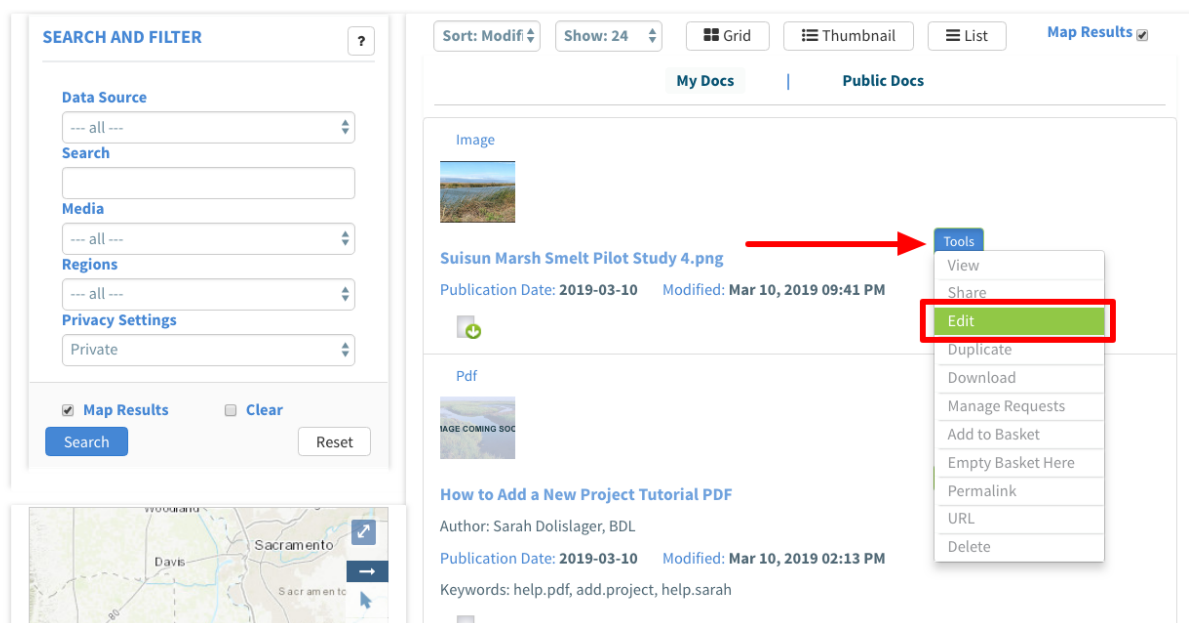 SEARCH AND FILTER
?
Data Source
--- all ---
Search
Media
--- all ---
Regions
--- all ---
Privacy Settings
Private
Map Results
Clear
Search
Reset
Woodland
Sacramento
Davis
Sacramento
80
Sort: Modifi
Show: 24
Grid
Thumbnail
List
Map Results
My Docs | Public Docs
Image
Suisun Marsh Smelt Pilot Study 4.png
Publication Date: 2019-03-10 Modified: Mar 10, 2019 09:41 PM
Tools
View
Share
Edit
Duplicate
Download
Manage Requests
Add to Basket
Empty Basket Here
Permalink
URL
Delete
Pdf
MAGE COMING SOO
How to Add a New Project Tutorial PDF
Author: Sarah Dolislager, BDL
Publication Date: 2019-03-10 Modified: Mar 10, 2019 02:13 PM
Keywords: help.pdf, add.project, help.sarah